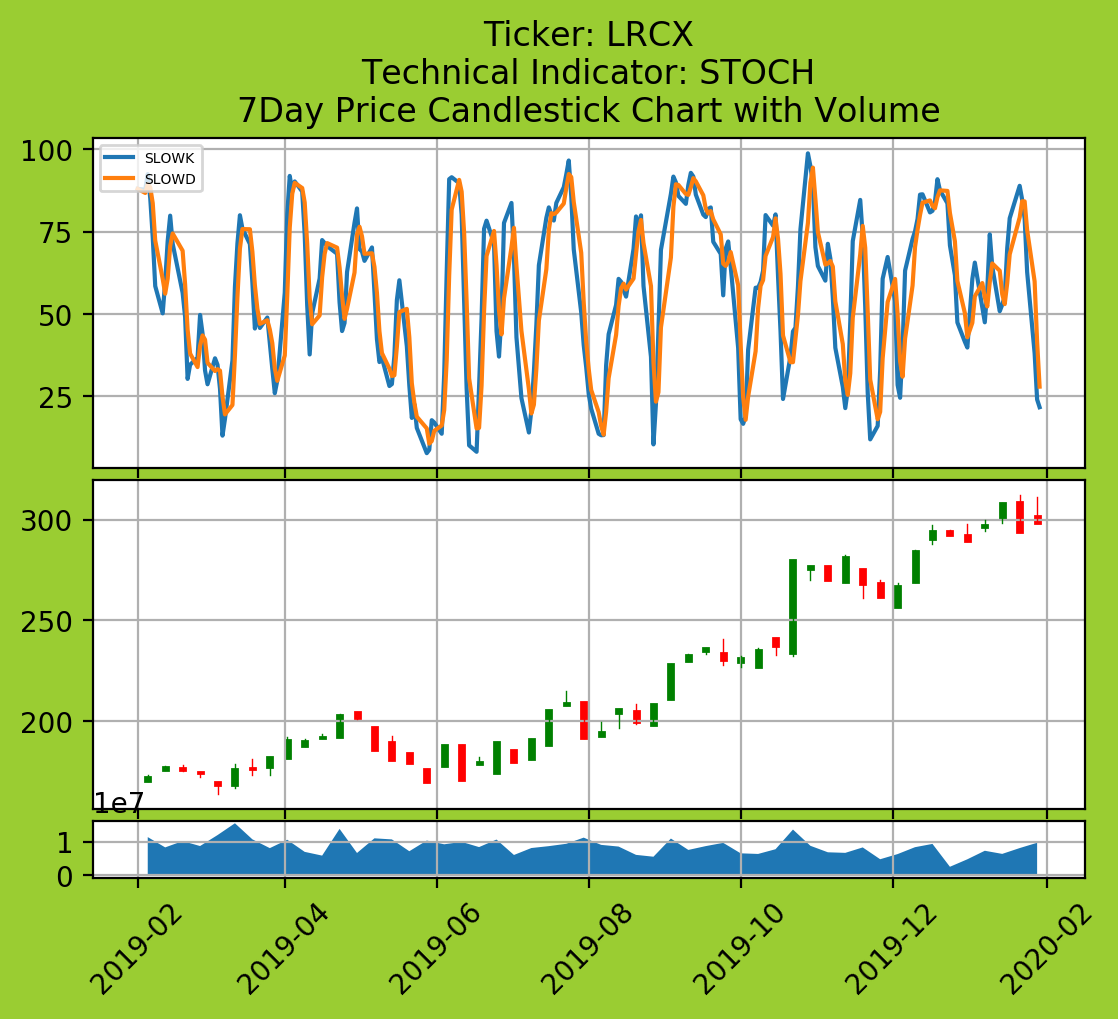 Ticker: LRCX
Technical Indicator: STOCH
7Day Price Candlestick Chart with Volume
100
75
50
25
SLOWK
SLOWD
300
250
200
1e7
1
0
2019-02
2019-04
2019-06
2019-08
2019-10
2019-12
2020-02